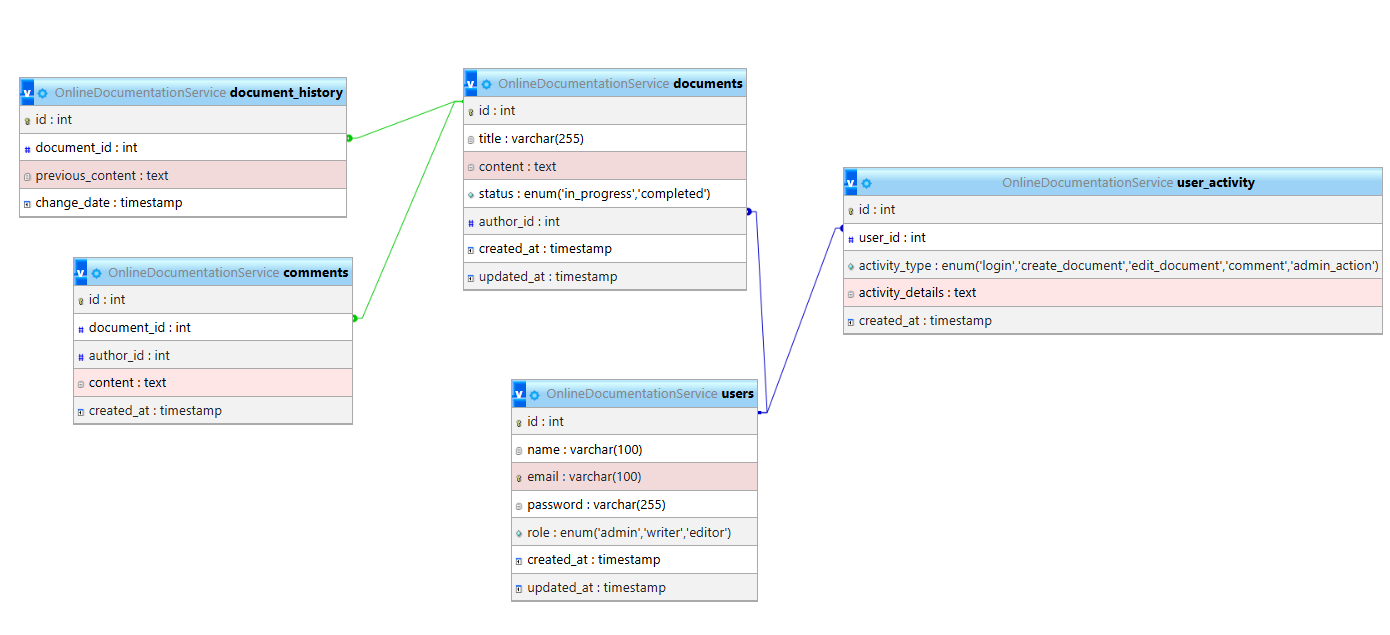 v OnlineDocumentationService document_history
id : int
document_id : int
previous_content : text
change_date : timestamp
v OnlineDocumentationService comments
id : int
document_id : int
author_id : int
content : text
created_at : timestamp
v OnlineDocumentationService documents
id : int
title : varchar(255)
content : text
status : enum('in_progress','completed')
author_id : int
created_at : timestamp
updated_at : timestamp
v OnlineDocumentationService users
id : int
name : varchar(100)
email : varchar(100)
password : varchar(255)
role : enum('admin','writer','editor')
created_at : timestamp
updated_at : timestamp
v OnlineDocumentationService user_activity
id : int
user_id : int
activity_type : enum('login','create_document','edit_document','comment','admin_action')
activity_details : text
created_at : timestamp